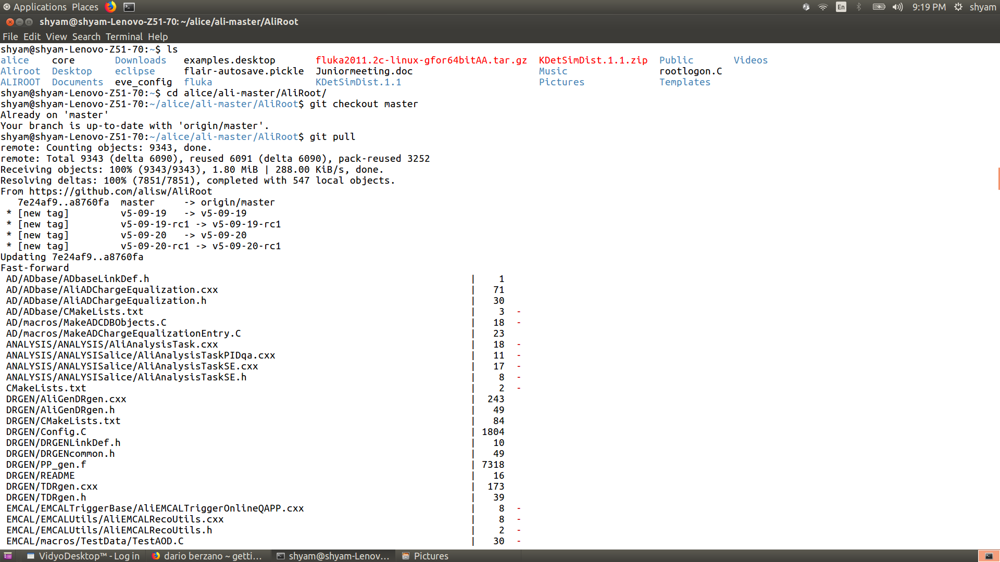 Applications Places En 9:19 PM shyam
shyam@shyam-Lenovo-Z51-70: ~/alice/ali-master/AliRoot
File Edit View Search Terminal Help
shyam@shyam-Lenovo-Z51-70:~$ ls
alice core Downloads examples.desktop fluka2011.2c-linux-gfor64bitAA.tar.gz KDetSimDist.1.1.zip Public Videos
Aliroot Desktop eclipse flair-autosave.pickle Juniormeeting.doc Music rootlogon.C
ALIROOT Documents eve_config fluka KDetSimDist.1.1 Pictures Templates
shyam@shyam-Lenovo-Z51-70:~$ cd alice/ali-master/AliRoot/
shyam@shyam-Lenovo-Z51-70:~/alice/ali-master/AliRoot$ git checkout master
Already on 'master'
Your branch is up-to-date with 'origin/master'.
shyam@shyam-Lenovo-Z51-70:~/alice/ali-master/AliRoot$ git pull
remote: Counting objects: 9343, done.
remote: Total 9343 (delta 6090), reused 6091 (delta 6090), pack-reused 3252
Receiving objects: 100% (9343/9343), 1.80 MiB | 288.00 KiB/s, done.
Resolving deltas: 100% (7851/7851), completed with 547 local objects.
From https://github.com/alisw/AliRoot
7e24af9..a8760fa master -> origin/master
* [new tag] v5-09-19 -> v5-09-19
* [new tag] v5-09-19-rc1 -> v5-09-19-rc1
* [new tag] v5-09-20 -> v5-09-20
* [new tag] v5-09-20-rc1 -> v5-09-20-rc1
Updating 7e24af9..a8760fa
Fast-forward
AD/ADbase/ADbaseLinkDef.h | 1
AD/ADbase/AliADChargeEqualization.cxx | 71
AD/ADbase/AliADChargeEqualization.h | 30
AD/ADbase/CMakeLists.txt | 3 -
AD/macros/MakeADCDBObjects.C | 18 -
AD/macros/MakeADChargeEqualizationEntry.C | 23
ANALYSIS/ANALYSIS/AliAnalysisTask.cxx | 18 -
ANALYSIS/ANALYSISalice/AliAnalysisTaskPIDqa.cxx | 11 -
ANALYSIS/ANALYSISalice/AliAnalysisTaskSE.cxx | 17 -
ANALYSIS/ANALYSISalice/AliAnalysisTaskSE.h | 8 -
CMakeLists.txt | 2 -
DRGEN/AliGenDRgen.cxx | 243
DRGEN/AliGenDRgen.h | 49
DRGEN/CMakeLists.txt | 84
DRGEN/Config.C | 1804
DRGEN/DRGENLinkDef.h | 10
DRGEN/DRGENcommon.h | 49
DRGEN/PP_gen.f | 7318
DRGEN/README | 16
DRGEN/TDRgen.cxx | 173
DRGEN/TDRgen.h | 39
EMCAL/EMCALTriggerBase/AliEMCALTriggerOnlineQAPP.cxx | 8 -
EMCAL/EMCALUtils/AliEMCALRecoUtils.cxx | 8 -
EMCAL/EMCALUtils/AliEMCALRecoUtils.h | 2 -
EMCAL/macros/TestData/TestAOD.C | 30 -
VidyoDesktop™ - Log in dario berzano ~ getti... shyam@shyam-Lenov... Pictures